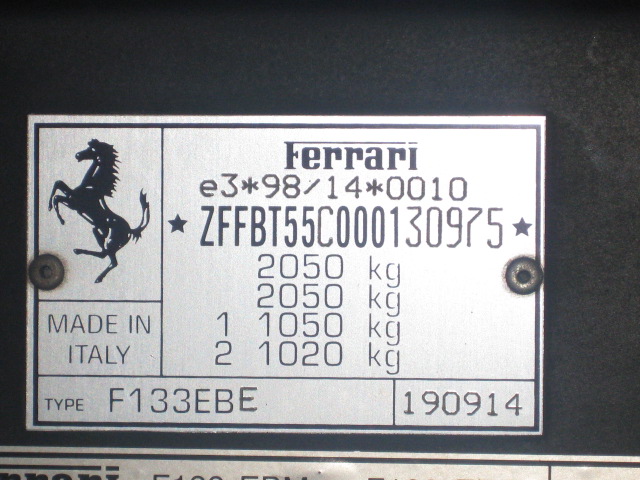 Ferrari
e3*98/14*0010
★ZFFBT55C000130975★
2050 kg
2050 kg
1 1050 kg
2 1020 kg
MADE IN
ITALY
TYPE F133EBE 190914